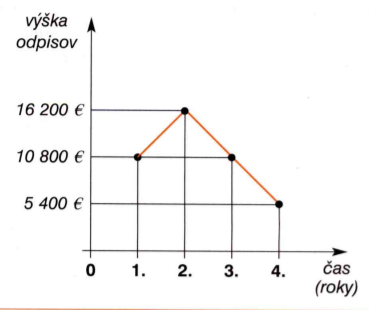 výška
odpisov
16 200 €
10 800 €
5 400 €
0 1. 2. 3. 4. čas
(roky)